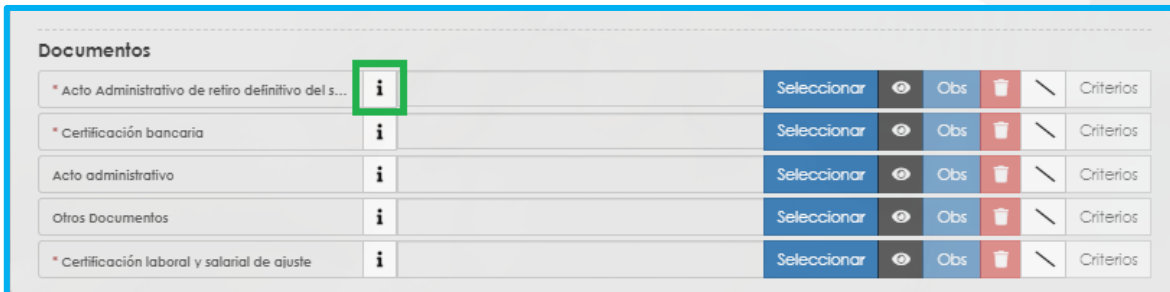 Documentos
* Acto Administrativo de retiro definitivo del s... i Seleccionar Obs Criterios
* Certificación bancaria i Seleccionar Obs Criterios
Acto administrativo i Seleccionar Obs Criterios
Otros Documentos i Seleccionar Obs Criterios
* Certificación laboral y salarial de ajuste i Seleccionar Obs Criterios